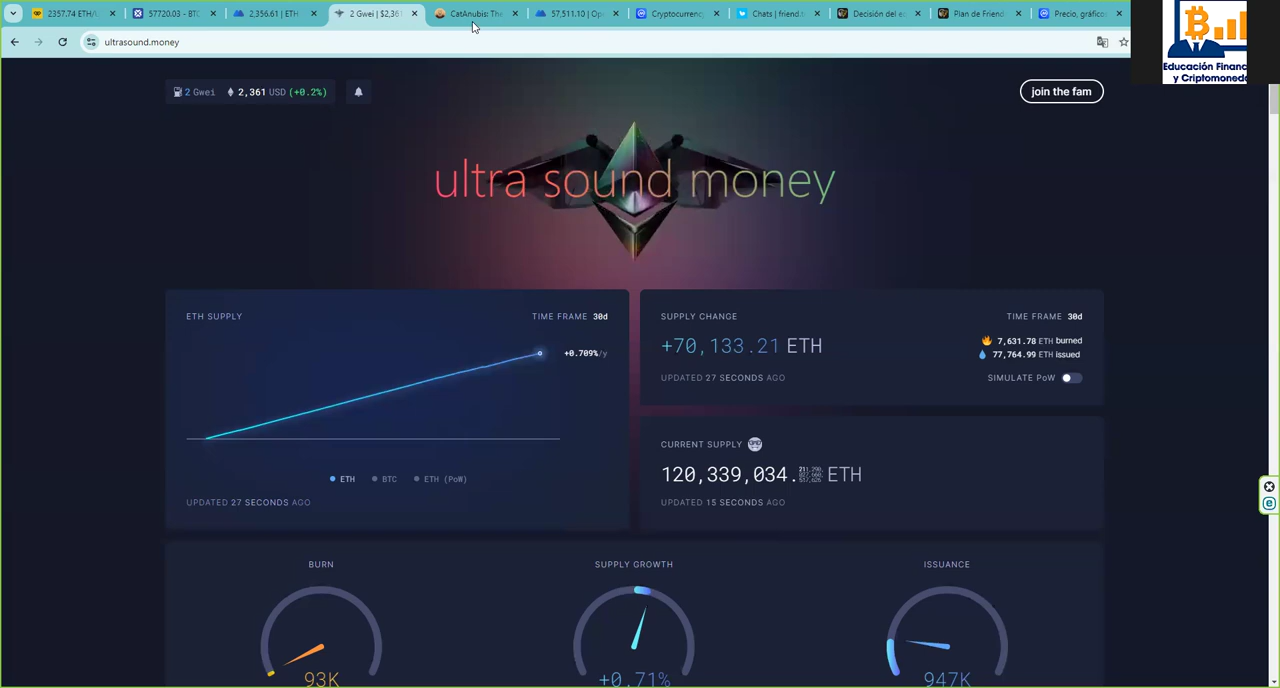 2357.74 ETH/
57720.03 - BTC
2,356.61 | ETH
2 Gwei | $2,361
CatAnubis: The
57,511.10 | Op
Cryptocurrenc
Chats | friend.t
Decisión del e
Plan de Friend
Precio, gráfico
ultrasound.money
Educación Financ
y Criptomoneda
2 Gwei 2,361 USD (+0.2%)
join the fam
ultra sound money
ETH SUPPLY
TIME FRAME 30d
+0.709%/y
ETH BTC ETH (PoW)
UPDATED 27 SECONDS AGO
SUPPLY CHANGE
TIME FRAME 30d
+70,133.21 ETH
7,631.78 ETH burned
77,764.99 ETH issued
UPDATED 27 SECONDS AGO
SIMULATE PoW
CURRENT SUPPLY
120,339,034. ETH
UPDATED 15 SECONDS AGO
BURN
93K
SUPPLY GROWTH
+0.71%
ISSUANCE
947K